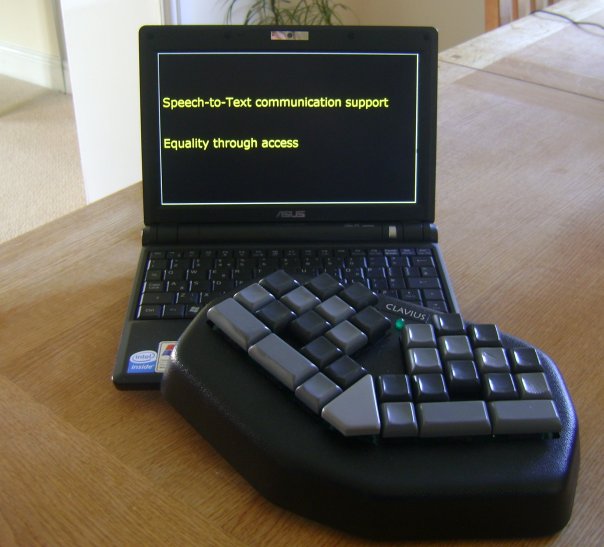 Speech-to-Text communication support
Equality through access
ASUS
CLAVIUS
intel
inside